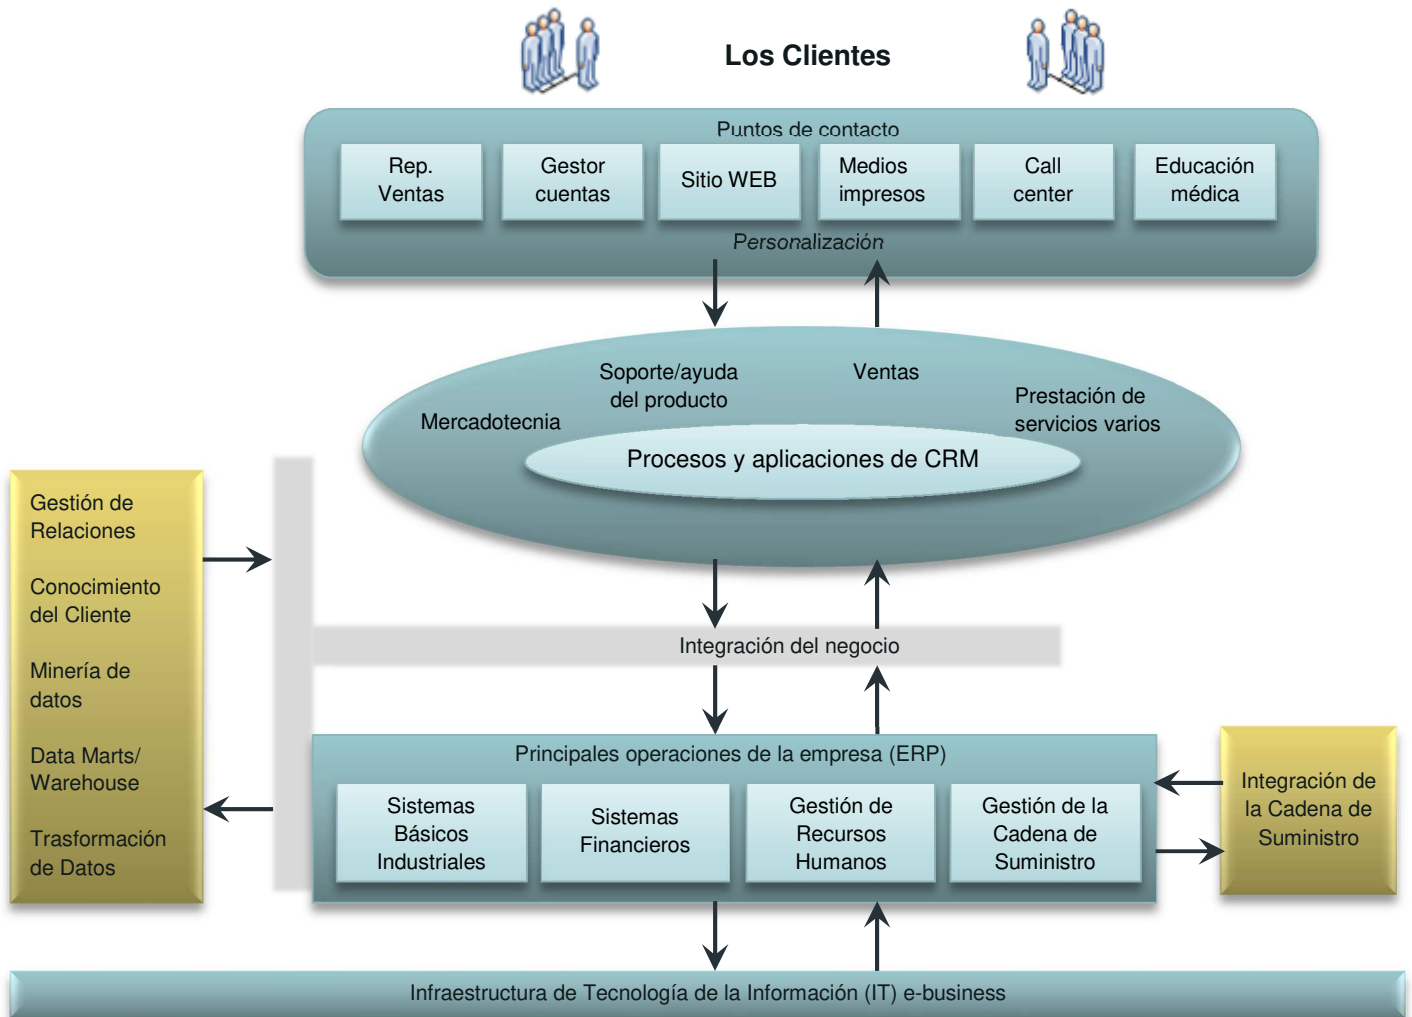 Los Clientes
Puntos de contacto
Rep.
Ventas
Gestor
cuentas
Sitio WEB
Medios
impresos
Call
center
Educación
médica
Personalización
Soporte/ayuda
del producto
Ventas
Mercadotecnia
Prestación de
servicios varios
Procesos y aplicaciones de CRM
Gestión de
Relaciones
Conocimiento
del Cliente
Minería de
datos
Data Marts/
Warehouse
Trasformación
de Datos
Integración del negocio
Principales operaciones de la empresa (ERP)
Sistemas
Básicos
Industriales
Sistemas
Financieros
Gestión de
Recursos
Humanos
Gestión de la
Cadena de
Suministro
Integración de
la Cadena de
Suministro
Infraestructura de Tecnología de la Información (IT) e-business